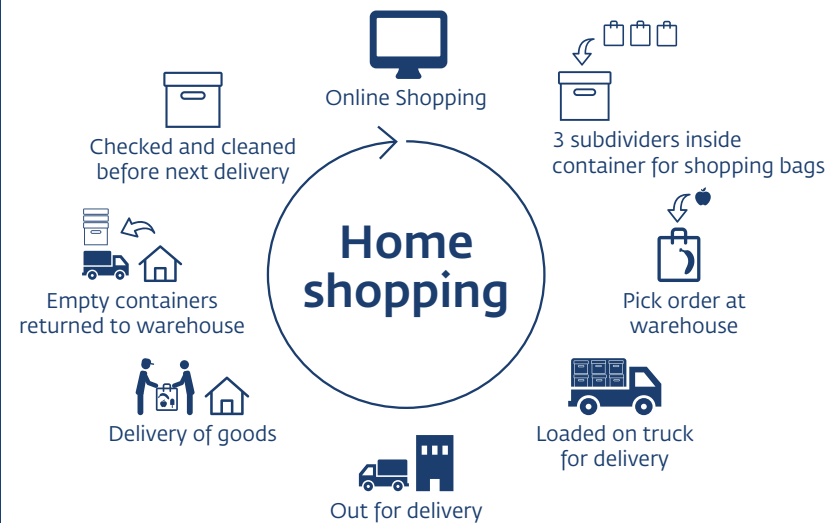 Online Shopping
3 subdividers inside
container for shopping bags
Pick order at
warehouse
Loaded on truck
for delivery
Out for delivery
Delivery of goods
Empty containers
returned to warehouse
Checked and cleaned
before next delivery
Home
shopping